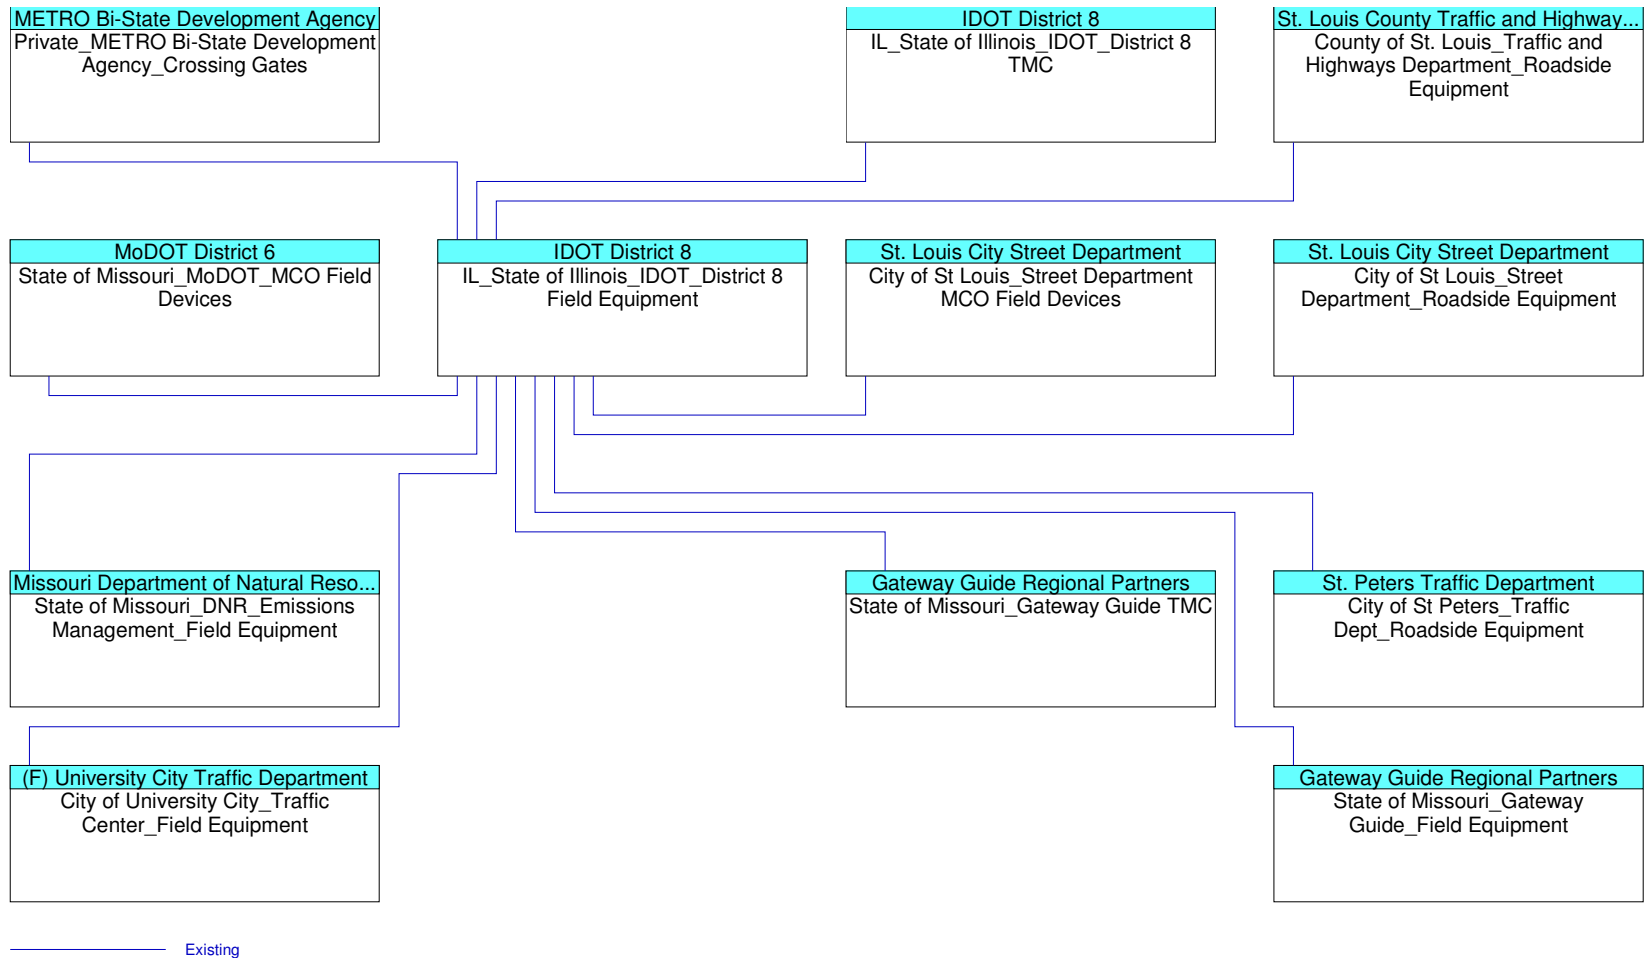 METRO Bi-State Development Agency
Private_METRO Bi-State Development
Agency_Crossing Gates
IDOT District 8
IL_State of Illinois_IDOT_District 8
TMC
St. Louis County Traffic and Highway...
County of St. Louis_Traffic and
Highways Department_Roadside
Equipment
MoDOT District 6
State of Missouri_MoDOT_MCO Field
Devices
IDOT District 8
IL_State of Illinois_IDOT_District 8
Field Equipment
St. Louis City Street Department
City of St Louis_Street Department
MCO Field Devices
St. Louis City Street Department
City of St Louis_Street
Department_Roadside Equipment
Missouri Department of Natural Reso...
State of Missouri_DNR_Emissions
Management_Field Equipment
Gateway Guide Regional Partners
State of Missouri_Gateway Guide TMC
St. Peters Traffic Department
City of St Peters_Traffic
Dept_Roadside Equipment
(F) University City Traffic Department
City of University City_Traffic
Center_Field Equipment
Gateway Guide Regional Partners
State of Missouri_Gateway
Guide_Field Equipment
Existing